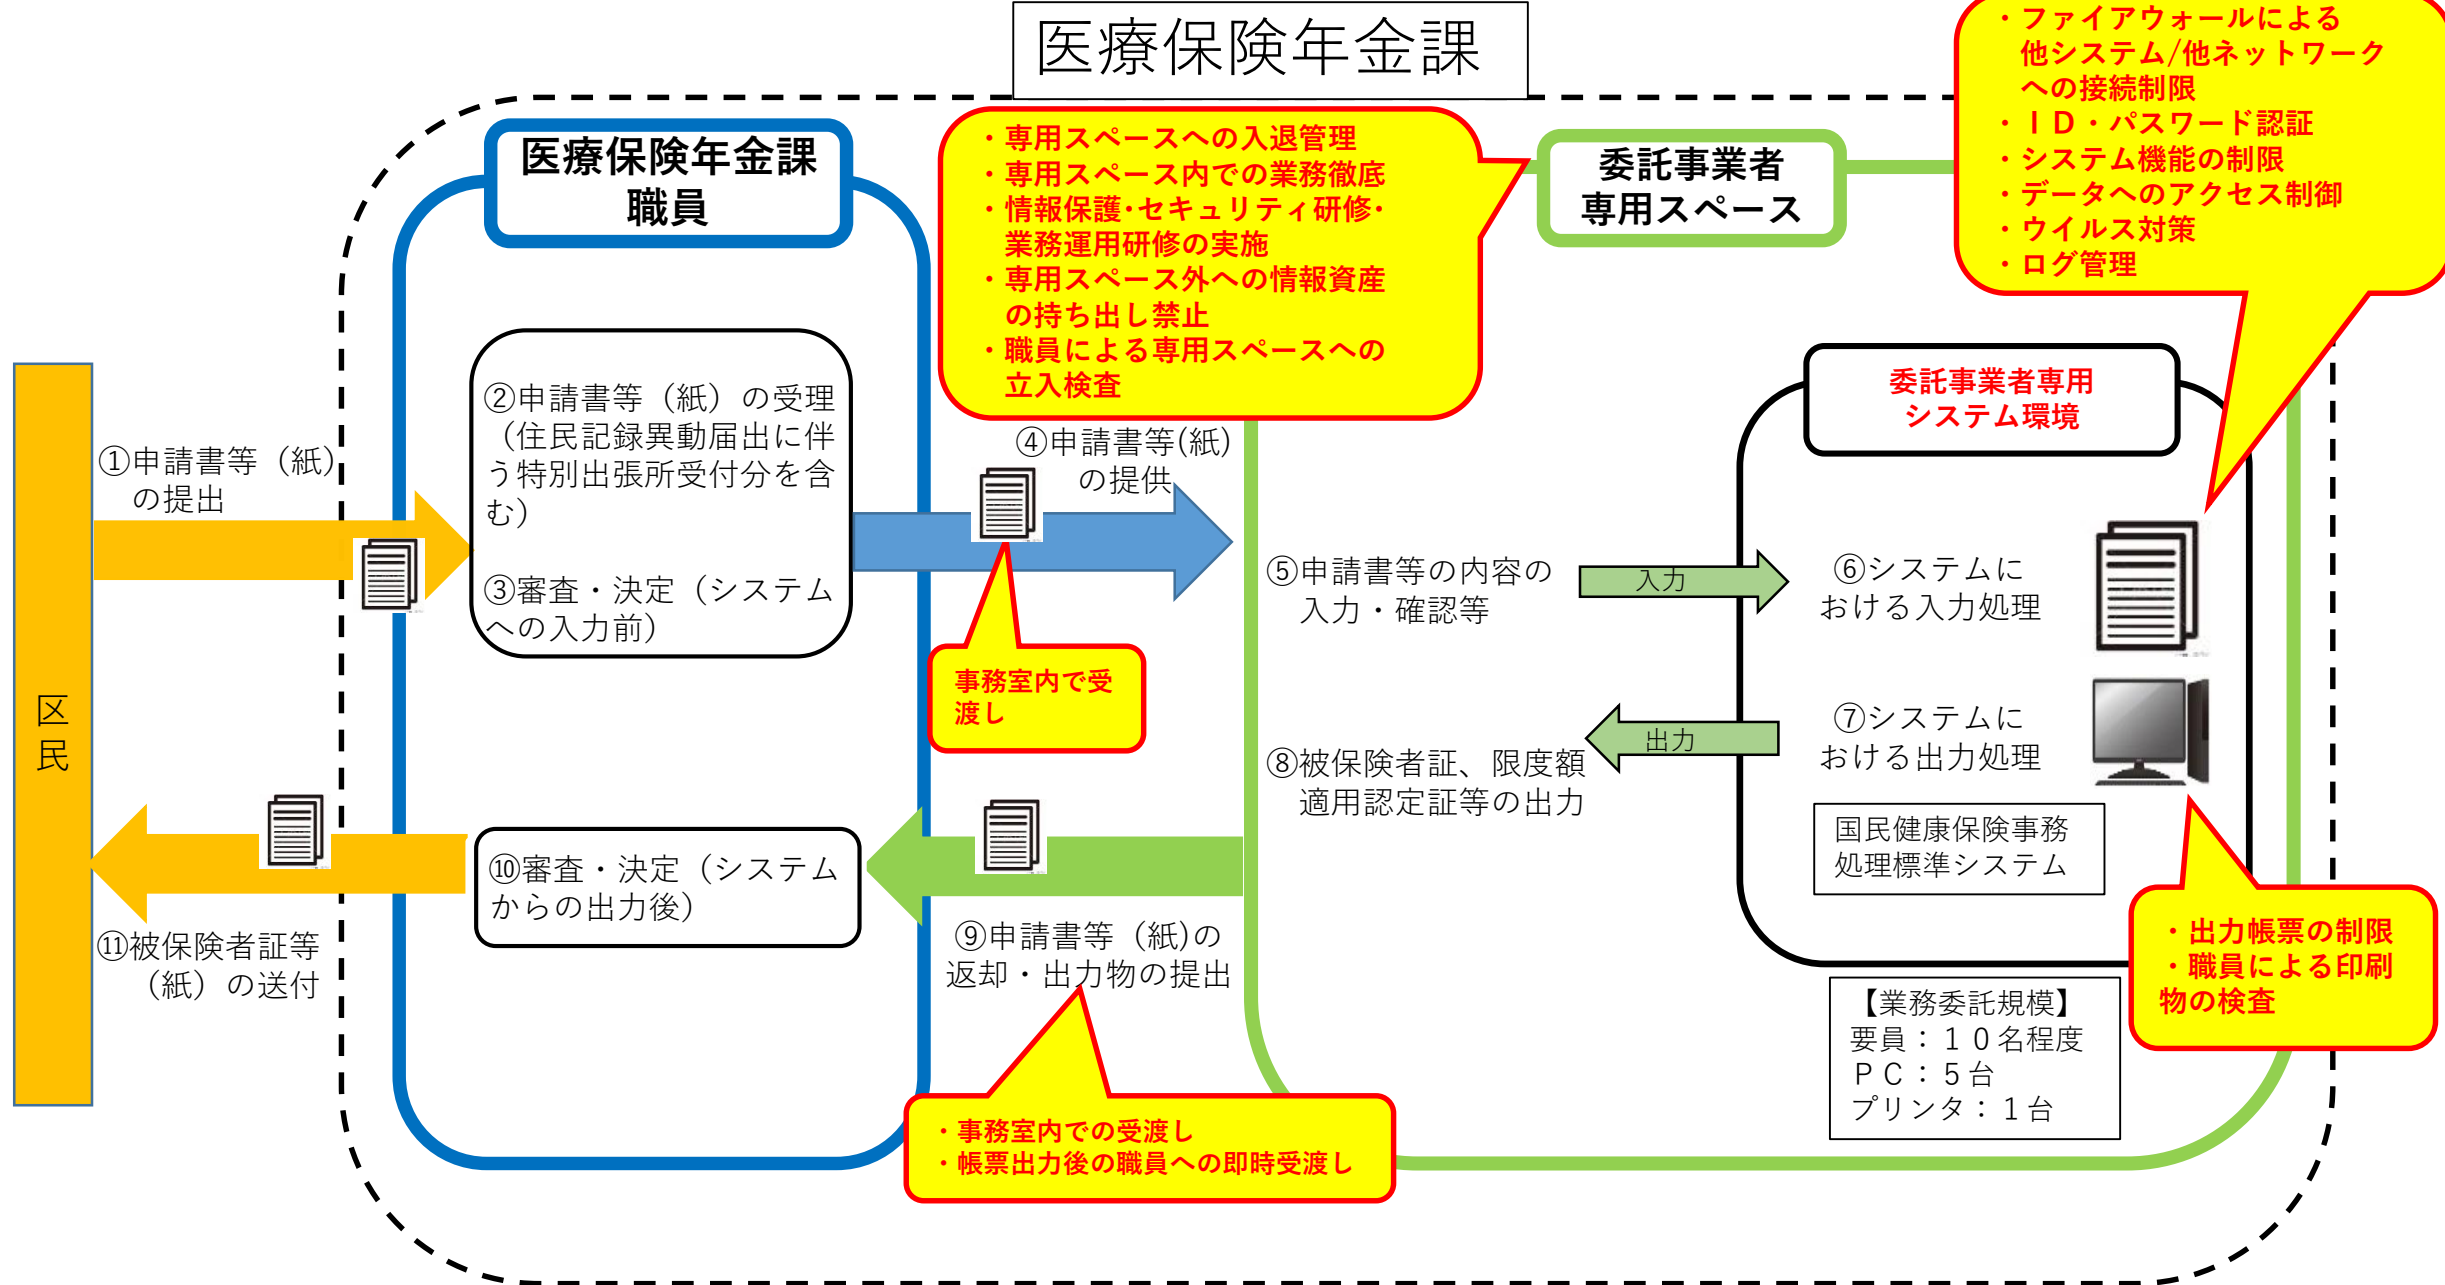 医療保険年金課
・ファイアウォールによる
他システム/他ネットワーク
への接続制限
・ＩＤ・パスワード認証
・システム機能の制限
・データへのアクセス制御
・ウイルス対策
・ログ管理
医療保険年金課
職員
・専用スペースへの入退管理
・専用スペース内での業務徹底
・情報保護･セキュリティ研修･
業務運用研修の実施
・専用スペース外への情報資産
の持ち出し禁止
・職員による専用スペースへの
立入検査
委託事業者
専用スペース
委託事業者専用
システム環境
区
民
①申請書等（紙）
の提出
②申請書等（紙）の受理
（住民記録異動届出に伴
う特別出張所受付分を含
む）
③審査・決定（システム
への入力前）
④申請書等(紙)
の提供
事務室内で受
渡し
⑤申請書等の内容の
入力・確認等
入力
⑥システムに
おける入力処理
⑦システムに
おける出力処理
出力
⑧被保険者証、限度額
適用認定証等の出力
国民健康保険事務
処理標準システム
・出力帳票の制限
・職員による印刷
物の検査
【業務委託規模】
要員：１０名程度
ＰＣ：５台
プリンタ：１台
⑨申請書等（紙)の
返却・出力物の提出
・事務室内での受渡し
・帳票出力後の職員への即時受渡し
⑩審査・決定（システム
からの出力後）
⑪被保険者証等
（紙）の送付